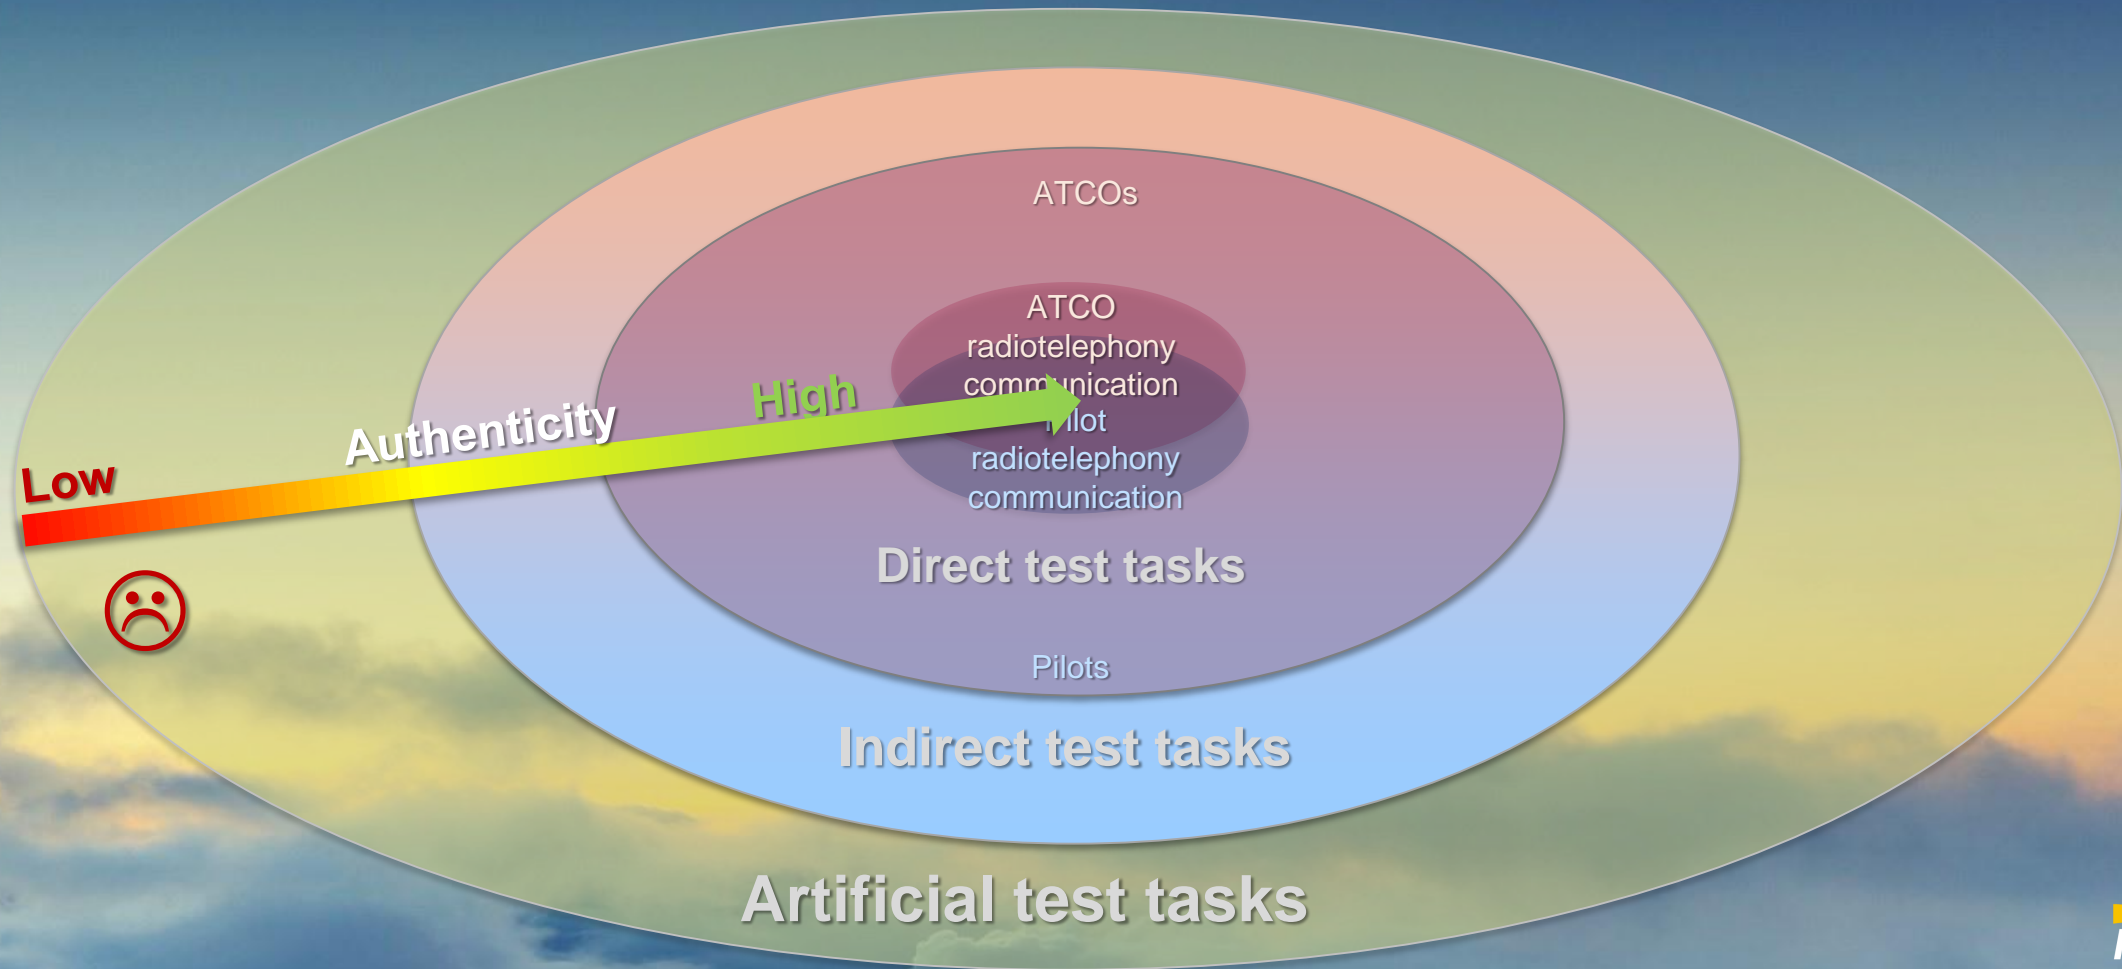 ATCOs
ATCO
radiotelephony
communication
Pilot
radiotelephony
communication
High
Authenticity
Low
Direct test tasks
Pilots
Indirect test tasks
Artificial test tasks